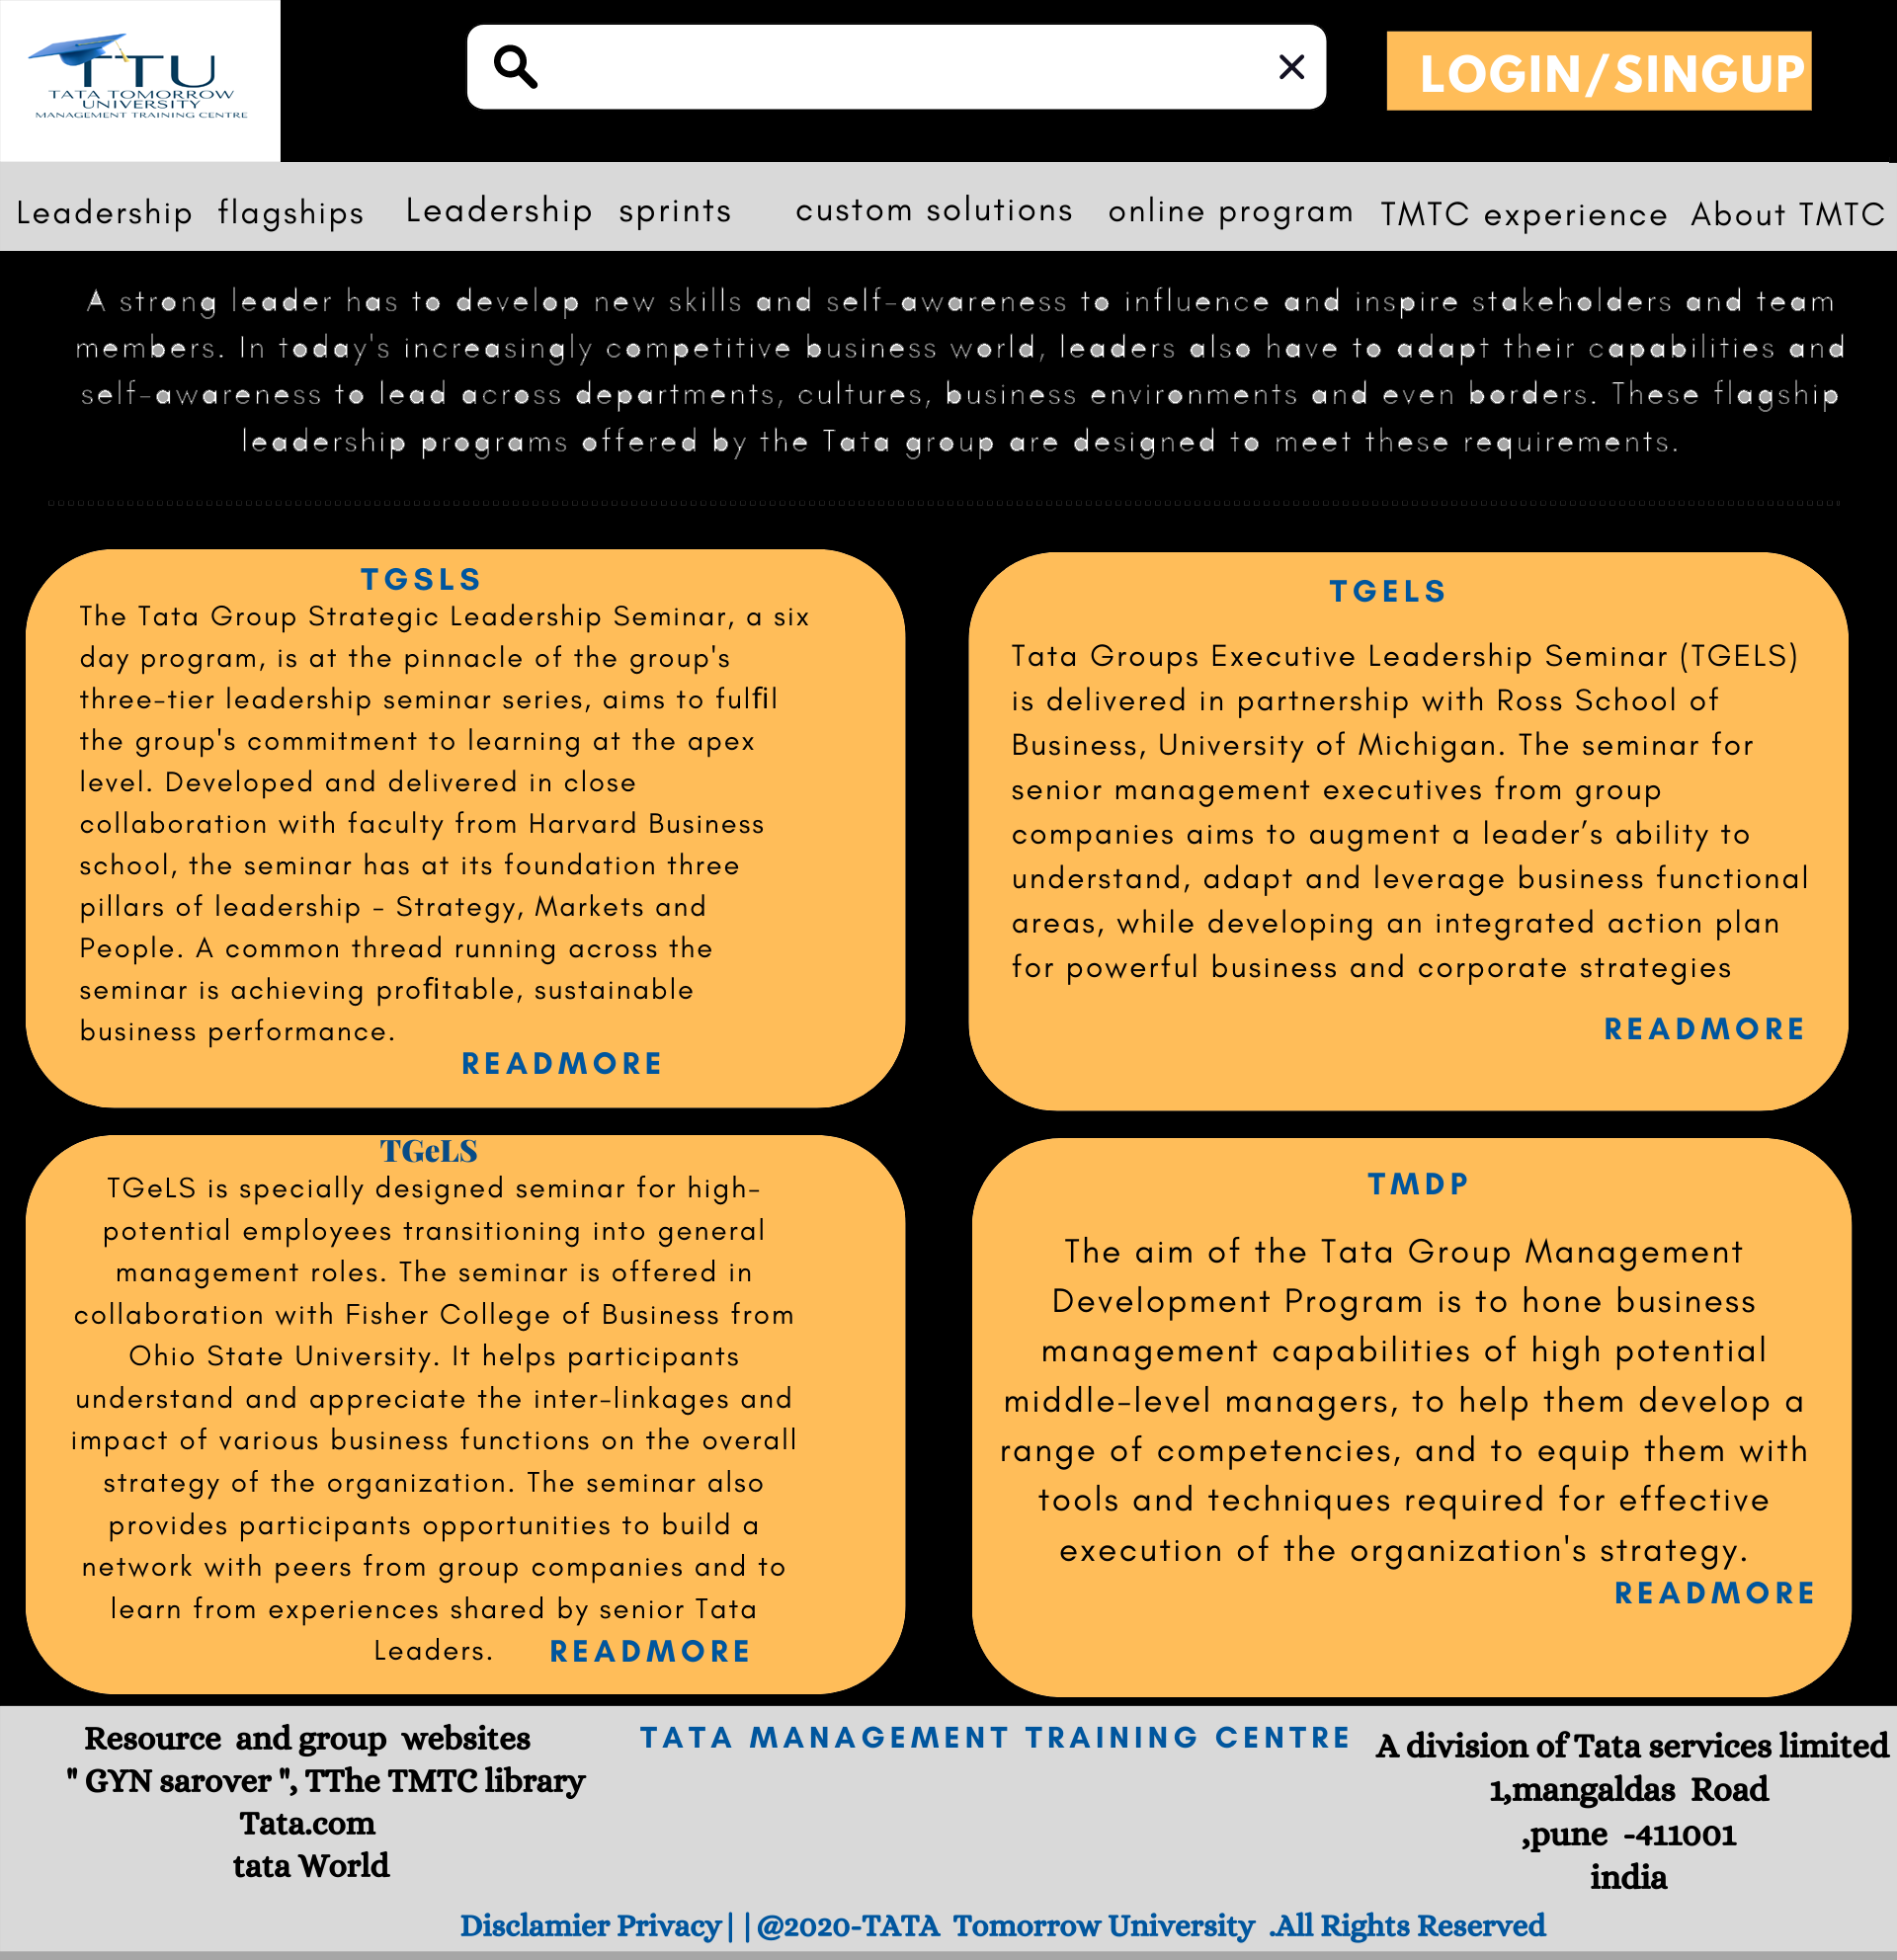 TTU
TATA TOMORROW
UNIVERSITY
MANAGEMENT TRAINING CENTRE
LOGIN/SINGUP
Leadership flagships Leadership sprints custom solutions online program TMTC experience About TMTC
A strong leader has to develop new skills and self-awareness to influence and inspire stakeholders and team
members. In today's increasingly competitive business world, leaders also have to adapt their capabilities and
self-awareness to lead across departments, cultures, business environments and even borders. These flagship
leadership programs offered by the Tata group are designed to meet these requirements.
TGSLS
The Tata Group Strategic Leadership Seminar, a six
day program, is at the pinnacle of the group's
three-tier leadership seminar series, aims to fulfil
the group's commitment to learning at the apex
level. Developed and delivered in close
collaboration with faculty from Harvard Business
school, the seminar has at its foundation three
pillars of leadership - Strategy, Markets and
People. A common thread running across the
seminar is achieving profitable, sustainable
business performance.
READMORE
TGELS
Tata Groups Executive Leadership Seminar (TGELS)
is delivered in partnership with Ross School of
Business, University of Michigan. The seminar for
senior management executives from group
companies aims to augment a leader’s ability to
understand, adapt and leverage business functional
areas, while developing an integrated action plan
for powerful business and corporate strategies
READMORE
TGeLS
TGeLS is specially designed seminar for high-
potential employees transitioning into general
management roles. The seminar is offered in
collaboration with Fisher College of Business from
Ohio State University. It helps participants
understand and appreciate the inter-linkages and
impact of various business functions on the overall
strategy of the organization. The seminar also
provides participants opportunities to build a
network with peers from group companies and to
learn from experiences shared by senior Tata
Leaders. READMORE
TMDP
The aim of the Tata Group Management
Development Program is to hone business
management capabilities of high potential
middle-level managers, to help them develop a
range of competencies, and to equip them with
tools and techniques required for effective
execution of the organization's strategy.
READMORE
Resource and group websites
" GYN sarover ", TThe TMTC library
Tata.com
tata World
TATA MANAGEMENT TRAINING CENTRE
A division of Tata services limited
1,mangaldas Road
,pune -411001
india
Disclamier Privacy||@2020-TATA Tomorrow University .All Rights Reserved